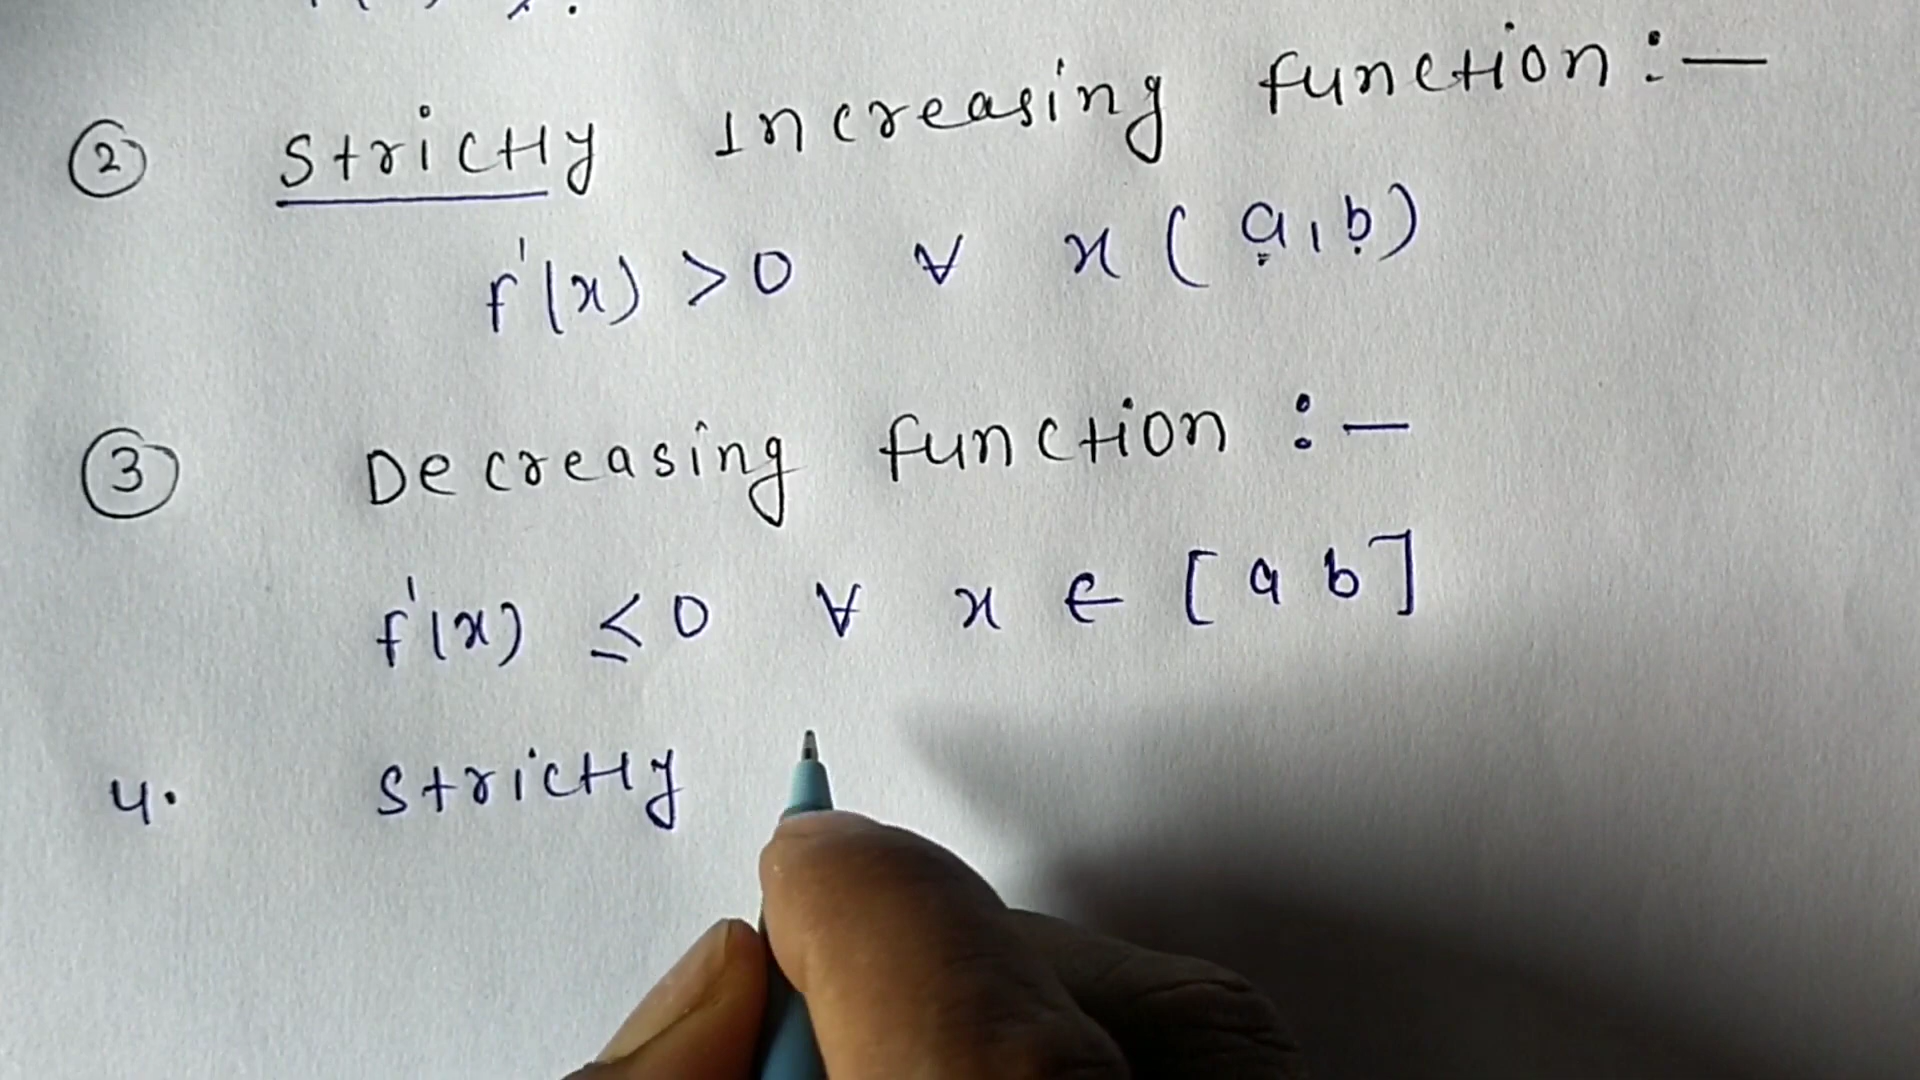 ② Strictly Increasing function :—
f'(x) > 0 ∀ x (a, b)
③ Decreasing function :—
f'(x) ≤ 0 ∀ x ∈ [a b]
4. Strictly